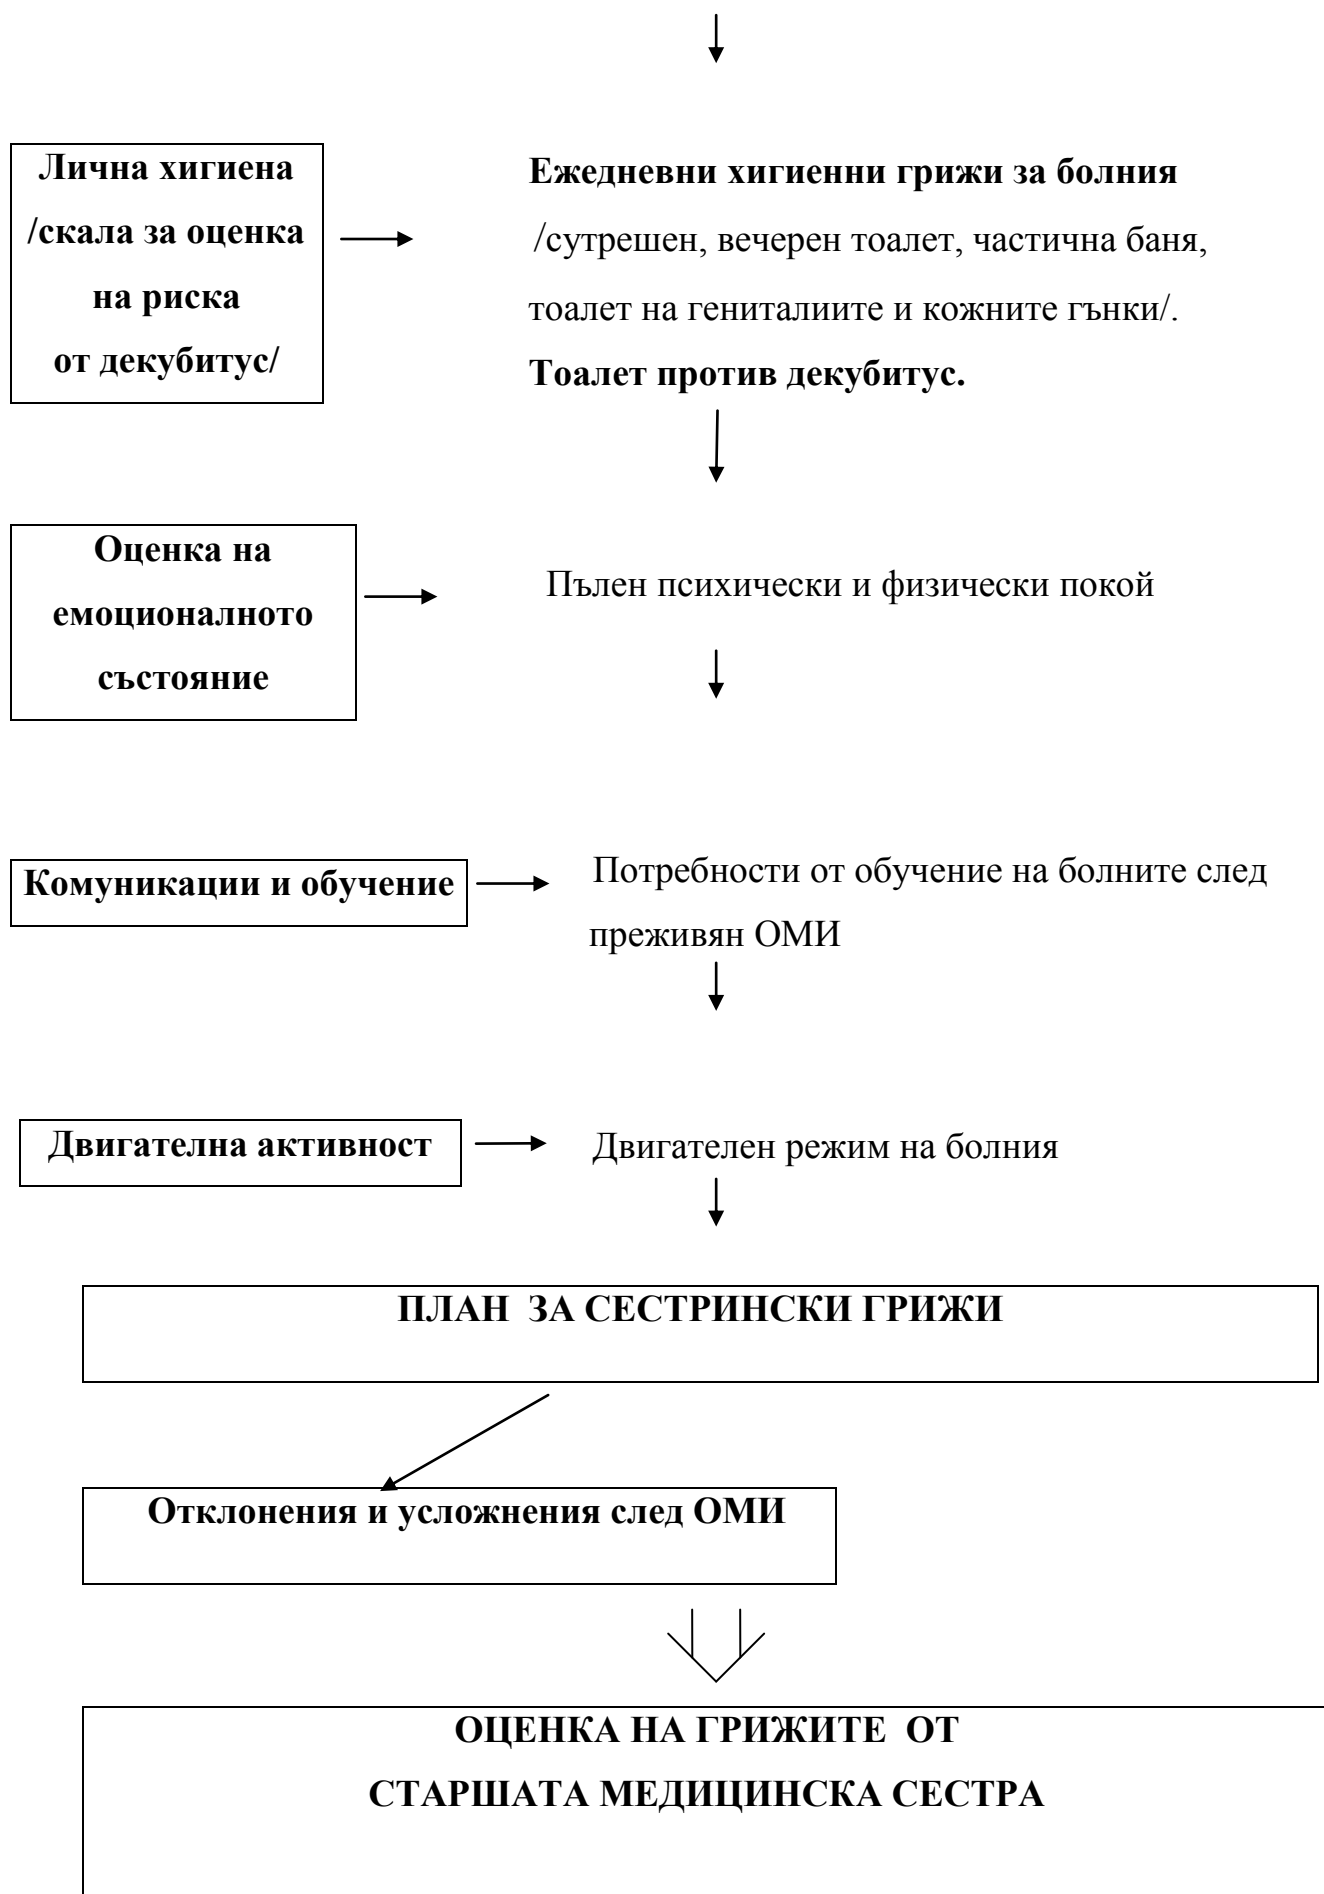 Лична хигиена
/скала за оценка
на риска
от декубитус/
Ежедневни хигиенни грижи за болния
/сутрешен, вечерен тоалет, частична баня,
тоалет на гениталиите и кожните гънки/.
Тоалет против декубитус.
Оценка на
емоционалното
състояние
Пълен психически и физически покой
Комуникации и обучение
Потребности от обучение на болните след
преживян ОМИ
Двигателна активност
Двигателен режим на болния
ПЛАН ЗА СЕСТРИНСКИ ГРИЖИ
Отклонения и усложнения след ОМИ
ОЦЕНКА НА ГРИЖИТЕ ОТ
СТАРШАТА МЕДИЦИНСКА СЕСТРА